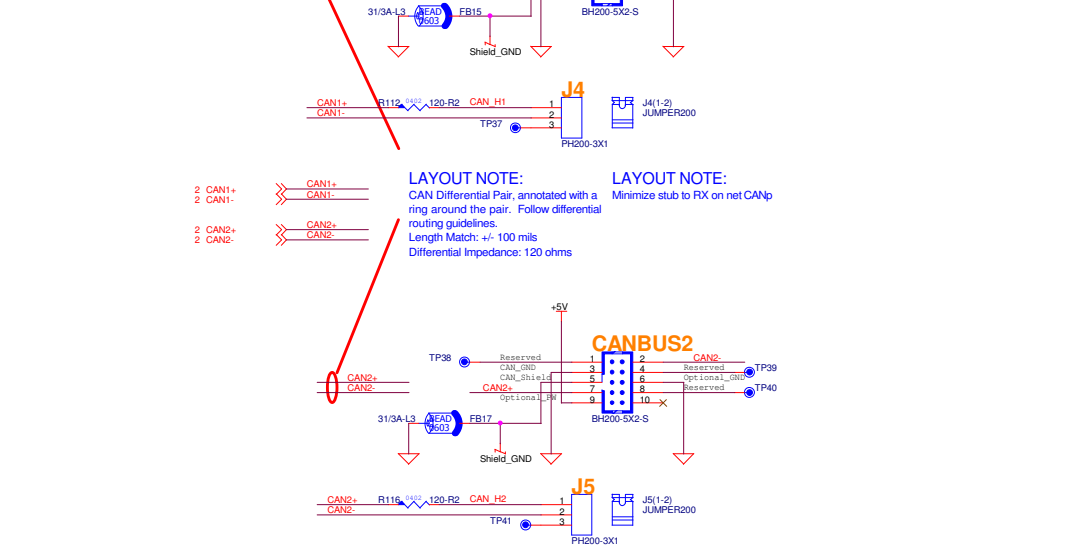 31/3A-L3 BEAD 0603 FB15
BH200-5X2-S
Shield_GND
J4
CAN1+ R112 0402 120-R2 CAN_H1 1
CAN1- 2
TP37 3
PH200-3X1
J4(1-2)
JUMPER200
2 CAN1+ CAN1+
2 CAN1- CAN1-
2 CAN2+ CAN2+
2 CAN2- CAN2-
LAYOUT NOTE:
CAN Differential Pair, annotated with a
ring around the pair. Follow differential
routing guidelines.
Length Match: +/- 100 mils
Differential Impedance: 120 ohms
LAYOUT NOTE:
Minimize stub to RX on net CANp
+5V
CANBUS2
TP38 Reserved 1 2 CAN2-
CAN_GND 3 4 Reserved TP39
CAN2+ CAN_Shield 5 6 Optional_GND
CAN2- CAN2+ 7 8 Reserved TP40
Optional_PW 9 10
BH200-5X2-S
31/3A-L3 BEAD 0603 FB17
Shield_GND
J5
CAN2+ R116 0402 120-R2 CAN_H2 1
CAN2- 2
TP41 3
PH200-3X1
J5(1-2)
JUMPER200